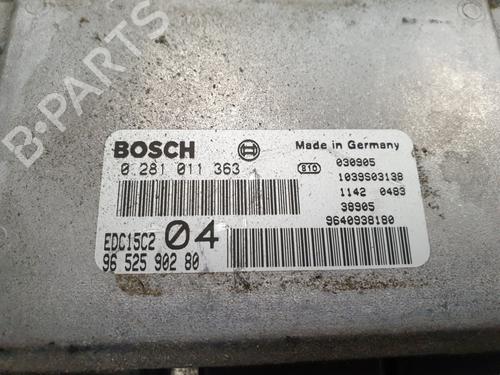 BOSCH
Made in Germany
0 281 011 363
810
030905
1039S03138
1142 0483
38905
9640938180
EDC15C2 04
96 525 902 80
B-PARTS